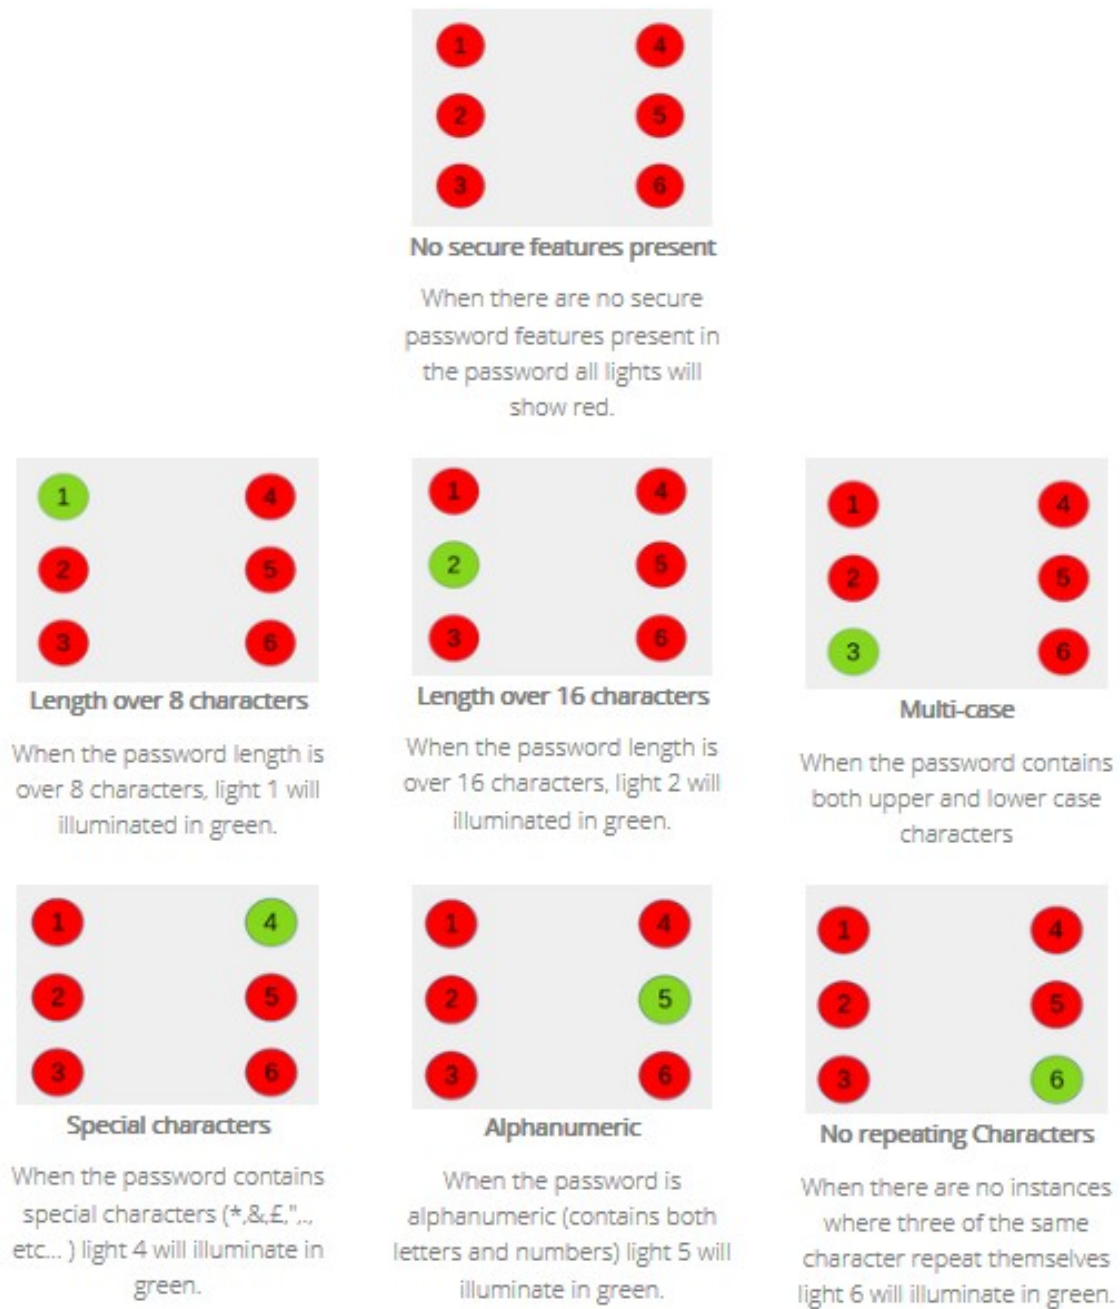 1 4
2 5
3 6
No secure features present
When there are no secure
password features present in
the password all lights will
show red.
1 4
2 5
3 6
Length over 8 characters
When the password length is
over 8 characters, light 1 will
illuminated in green.
1 4
2 5
3 6
Length over 16 characters
When the password length is
over 16 characters, light 2 will
illuminated in green.
1 4
2 5
3 6
Multi-case
When the password contains
both upper and lower case
characters
1 4
2 5
3 6
Special characters
When the password contains
special characters (*,&,£,",.,
etc... ) light 4 will illuminate in
green.
1 4
2 5
3 6
Alphanumeric
When the password is
alphanumeric (contains both
letters and numbers) light 5 will
illuminate in green.
1 4
2 5
3 6
No repeating Characters
When there are no instances
where three of the same
character repeat themselves
light 6 will illuminate in green.